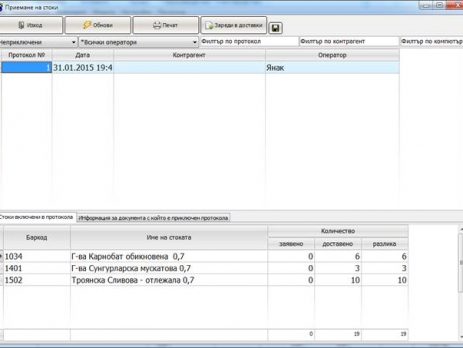 Приемане на стоки
Изход Обнови Печат Зареди в доставки
Неприключени *Всички оператори Филтър по протокол Филтър по контрагент Филтър по компютър
Протокол № Дата Контрагент Оператор
1 31.01.2015 19:4 Янак
Стоки включени в протокола Информация за документа с който е приключен протокола
Баркод Име на стоката Количество
заявено доставено разлика
1034 Г-ва Карнобат обикновена 0,7 0 6 6
1401 Г-ва Сунгурларска мускатова 0,7 0 3 3
1502 Троянска Сливова - отлежала 0,7 0 10 10
0 19 19